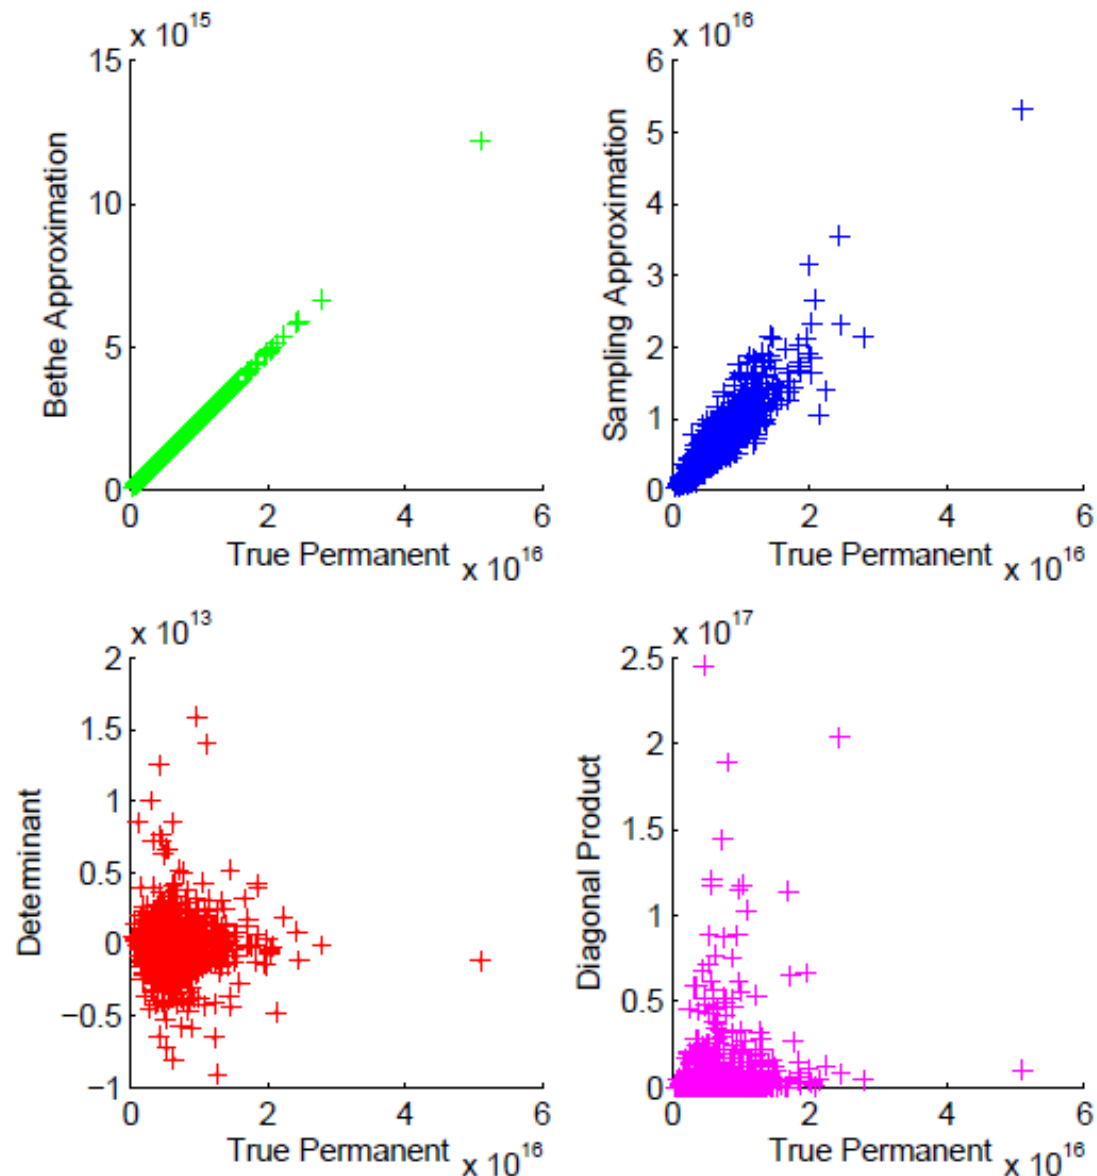 x 10^15
15
10
5
0
Bethe Approximation
0 2 4 6
True Permanent x 10^16
x 10^16
6
5
4
3
2
1
0
Sampling Approximation
0 2 4 6
True Permanent x 10^16
x 10^13
2
1.5
1
0.5
0
−0.5
−1
Determinant
0 2 4 6
True Permanent x 10^16
x 10^17
2.5
2
1.5
1
0.5
0
Diagonal Product
0 2 4 6
True Permanent x 10^16